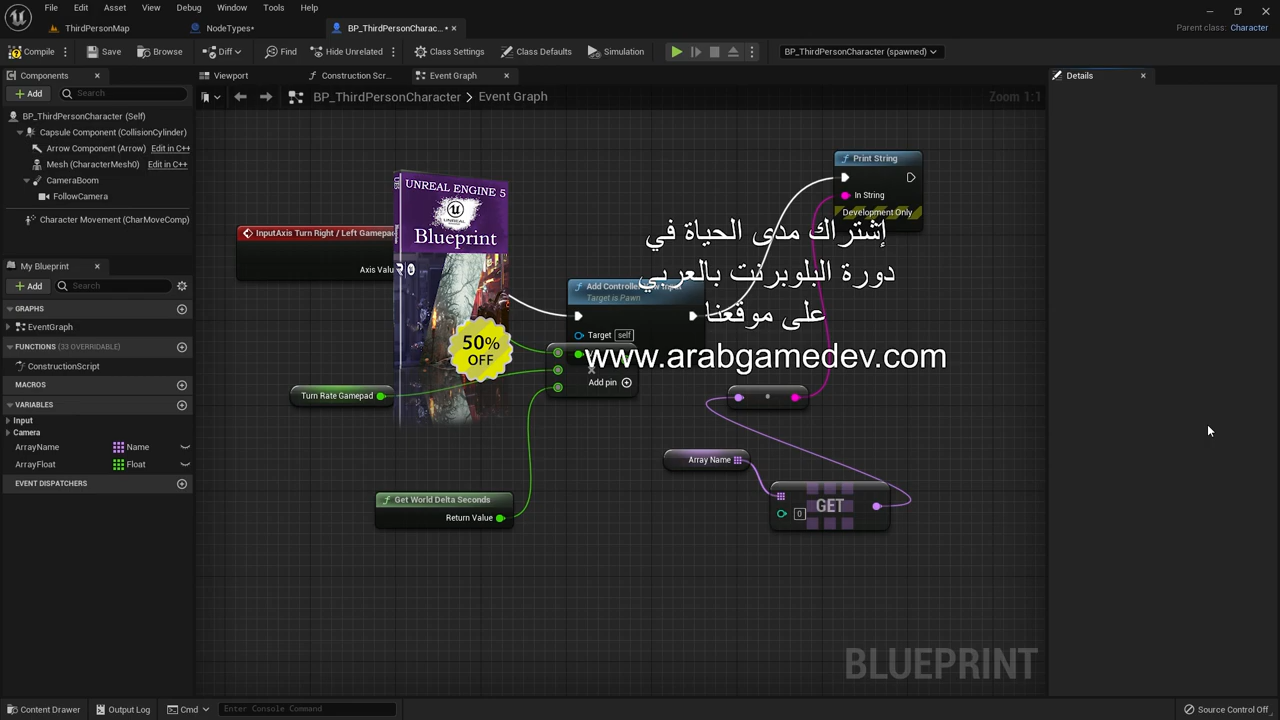 File
Edit
Asset
View
Debug
Window
Tools
Help
ThirdPersonMap
NodeTypes*
BP_ThirdPersonCharac... *
Parent class: Character
Compile
Save
Browse
Diff
Find
Hide Unrelated
Class Settings
Class Defaults
Simulation
BP_ThirdPersonCharacter (spawned)
Components
Viewport
Construction Scr...
Event Graph
Details
Add
Search
BP_ThirdPersonCharacter > Event Graph
Zoom 1:1
BP_ThirdPersonCharacter (Self)
Capsule Component (CollisionCylinder)
Arrow Component (Arrow) Edit in C++
Mesh (CharacterMesh0) Edit in C++
CameraBoom
FollowCamera
Character Movement (CharMoveComp)
My Blueprint
Add
Search
GRAPHS
EventGraph
FUNCTIONS (33 OVERRIDABLE)
ConstructionScript
MACROS
VARIABLES
Input
Camera
ArrayName Name
ArrayFloat Float
EVENT DISPATCHERS
Print String
In String
Development Only
InputAxis Turn Right / Left Gamepad
Axis Valu
UNREAL ENGINE 5
UNREAL
Blueprint
50%
OFF
إشتراك مدى الحياة في
دورة البلوبرنت بالعربي
على موقعنا
www.arabgamedev.com
Add Controller
Target is Pawn
Target self
Add pin
Turn Rate Gamepad
Array Name
GET
0
Get World Delta Seconds
Return Value
BLUEPRINT
Content Drawer
Output Log
Cmd
Enter Console Command
Source Control Off